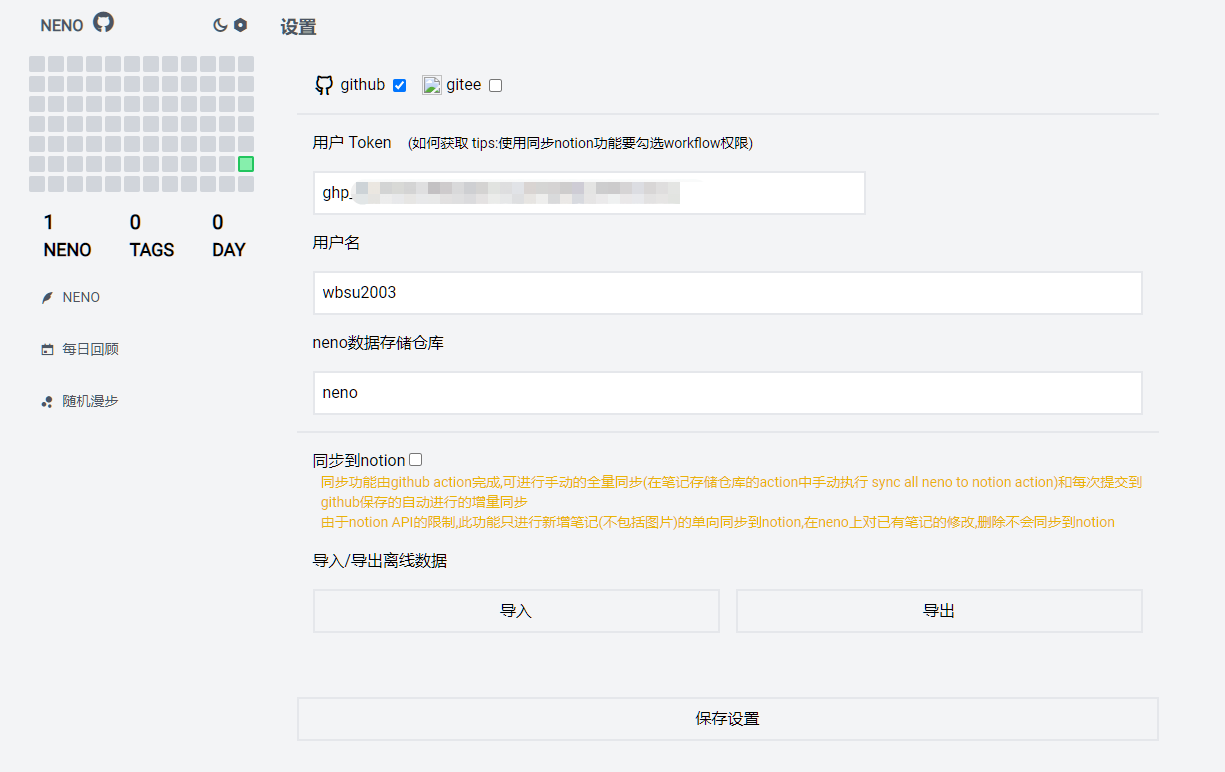 NENO
设置
github
gitee
用户 Token (如何获取 tips:使用同步notion功能要勾选workflow权限)
ghp_
用户名
wbsu2003
neno数据存储仓库
neno
1 0 0
NENO TAGS DAY
NENO
每日回顾
随机漫步
同步到notion
同步功能由github action完成,可进行手动的全量同步(在笔记存储仓库的action中手动执行 sync all neno to notion action)和每次提交到
github保存的自动进行的增量同步
由于notion API的限制,此功能只进行新增笔记(不包括图片)的单向同步到notion,在neno上对已有笔记的修改,删除不会同步到notion
导入/导出离线数据
导入
导出
保存设置